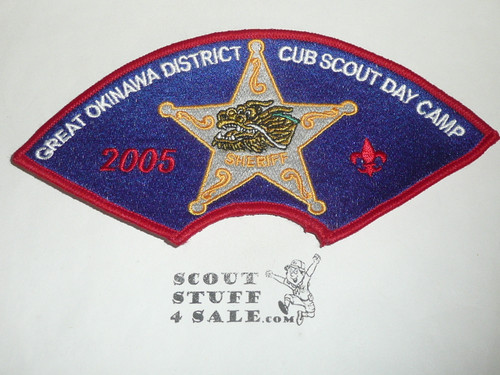 GREAT OKINAWA DISTRICT CUB SCOUT DAY CAMP
2005
SHERIFF
SCOUT
STUFF
4 SALE.com